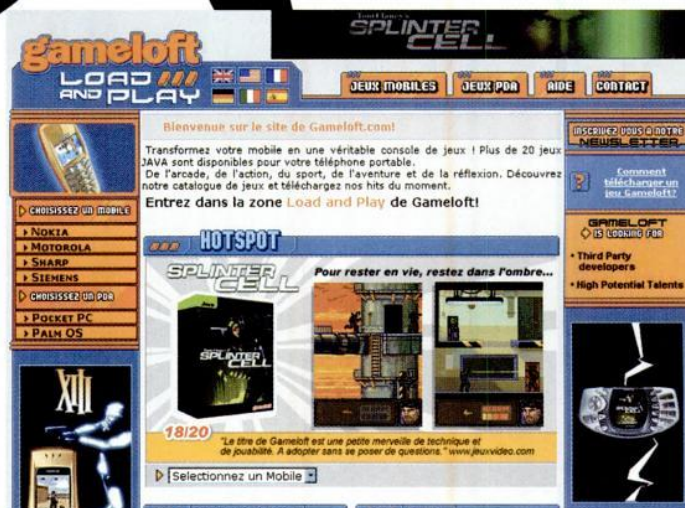 Tom Clancy's
SPLINTER
CELL
gameloft
LOAD
AND PLAY
JEUX MOBILES
JEUX PDA
AIDE
CONTACT
Bienvenue sur le site de Gameloft.com!
Transformez votre mobile en une véritable console de jeux ! Plus de 20 jeux
JAVA sont disponibles pour votre téléphone portable.
De l'arcade, de l'action, du sport, de l'aventure et de la réflexion. Découvrez
notre catalogue de jeux et téléchargez nos hits du moment.
Entrez dans la zone Load and Play de Gameloft!
CHOISISSEZ UN MOBILE
NOKIA
MOTOROLA
SHARP
SIEMENS
CHOISISSEZ UN PDA
POCKET PC
PALM OS
XIII
HOTSPOT
SPLINTER
CELL
Pour rester en vie, restez dans l'ombre...
SPLINTER
CELL
18/20
"Le titre de Gameloft est une petite merveille de technique et
de jouabilité. A adopter sans se poser de questions." www.jeuxvideo.com
Selectionnez un Mobile
INSCRIVEZ VOUS A NOTRE
NEWSLETTER
?
Comment
télécharger un
jeu Gameloft?
GAMELOFT
IS LOOKING FOR
• Third Party
developers
• High Potential Talents